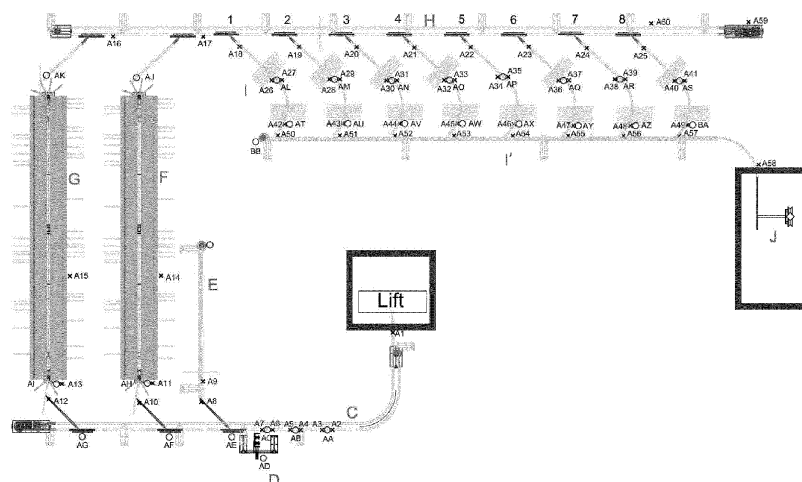 1 2 3 4 5 6 7 8
H
A60 A59
A16 A17 A18 A19 A20 A21 A22 A23 A24 A25
AK AJ
I
A26 A27 A28 A29 A30 A31 A32 A33 A34 A35 A36 A37 A38 A39 A40 A41
AL AM AN AO AP AQ AR AS
A42 AT A43 AU A44 AV A45 AW A46 AX A47 AY A48 AZ A49 BA
A50 A51 A52 A53 A54 A55 A56 A57
BB
I'
A58
G F
J
E
A15 A14
Lift
A1
AI A13 AH A11 A9
A12 A10 A8
C
A7 A6 A5 A4 A3 A2
AG AF AE AC AB AA
AD
D